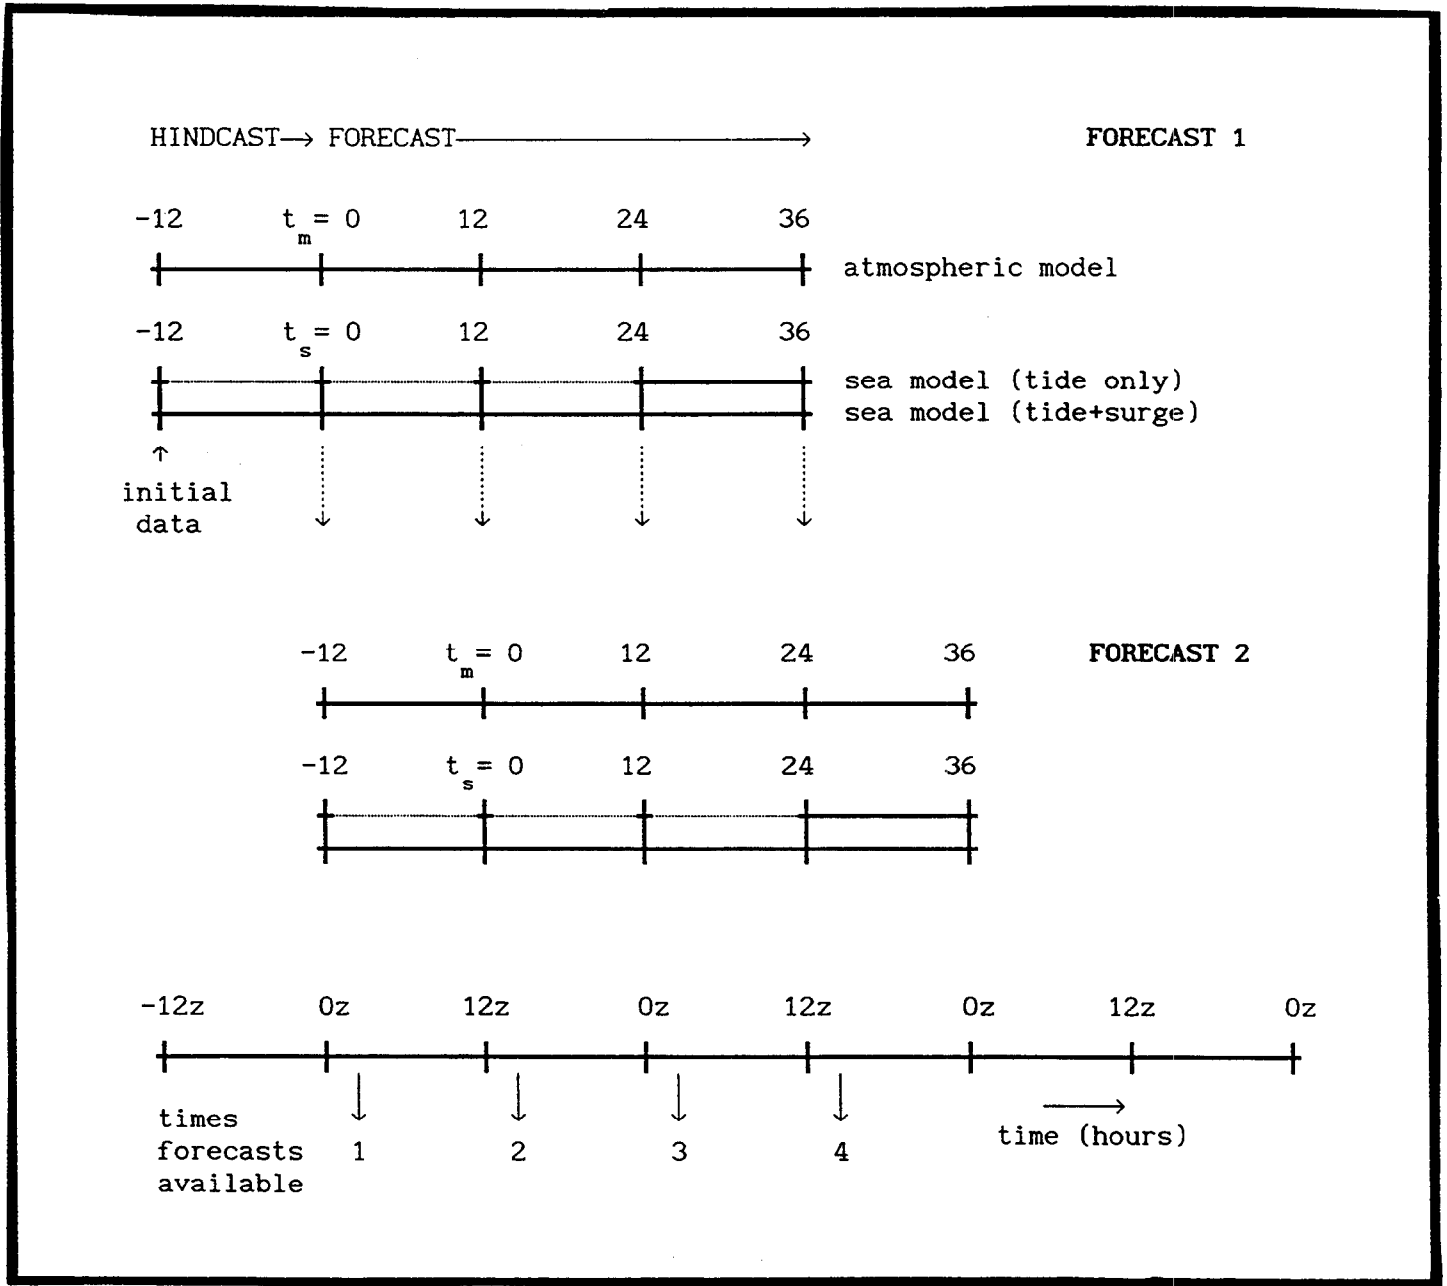 HINDCAST→ FORECAST→ FORECAST 1
-12 t_m = 0 12 24 36
atmospheric model
-12 t_s = 0 12 24 36
sea model (tide only)
sea model (tide+surge)
↑
initial
data
-12 t_m = 0 12 24 36 FORECAST 2
-12 t_s = 0 12 24 36
-12z 0z 12z 0z 12z 0z 12z 0z
times
forecasts 1 2 3 4
available
time (hours)